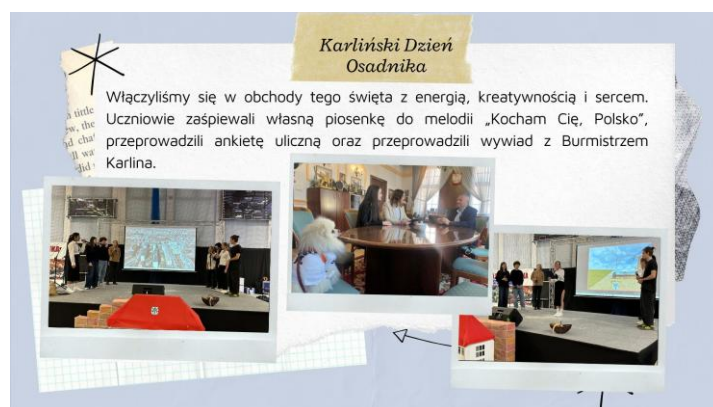 Karliński Dzień
Osadnika
Włączyliśmy się w obchody tego święta z energią, kreatywnością i sercem.
Uczniowie zaśpiewali własną piosenkę do melodii „Kocham Cię, Polsko”,
przeprowadzili ankietę uliczną oraz przeprowadzili wywiad z Burmistrzem
Karlina.